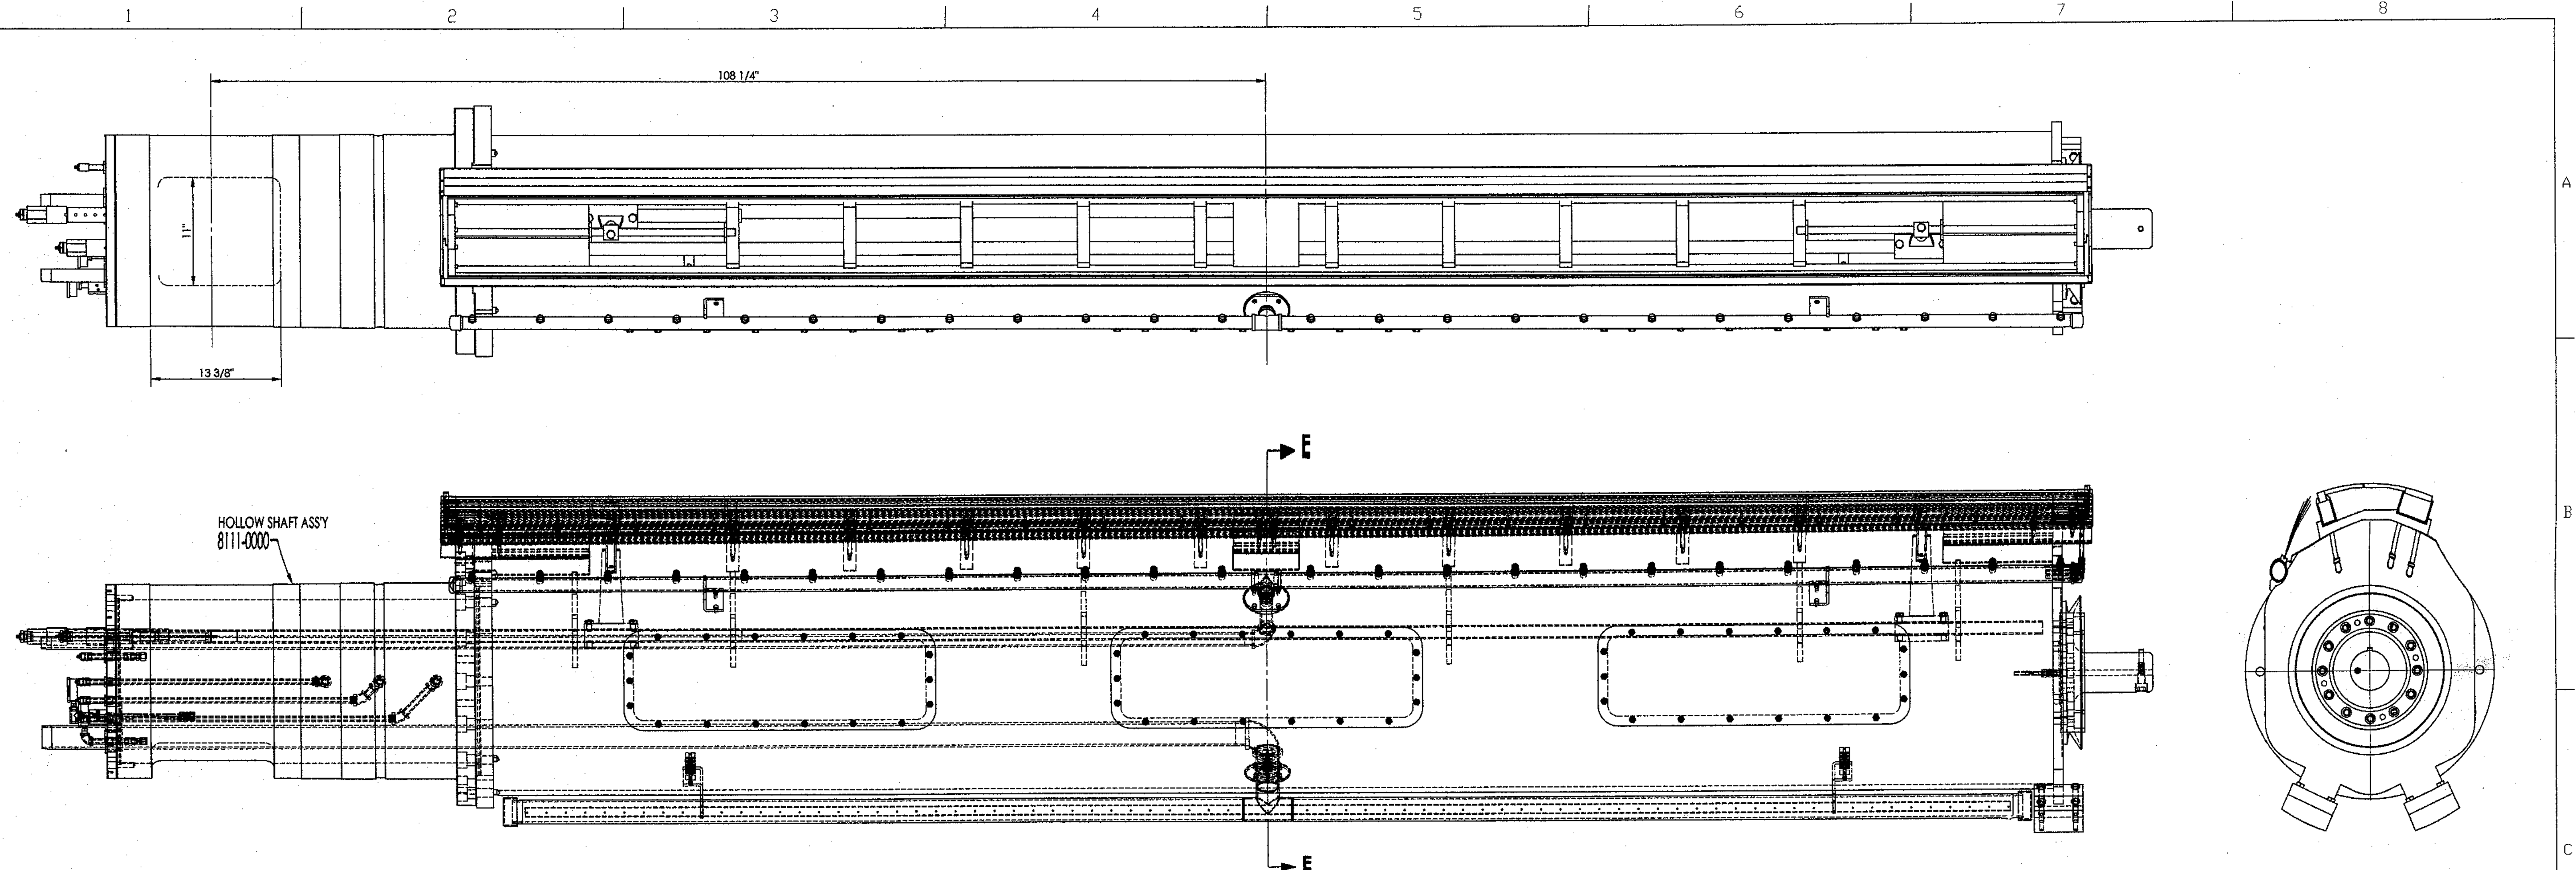 1 2 3 4 5 6 7 8
108 1/4"
A
11"
13 3/8"
E
HOLLOW SHAFT ASS'Y
8111-0000
B
E
C